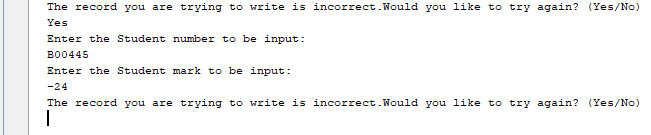 The record you are trying to write is incorrect.Would you like to try again? (Yes/No)
Yes
Enter the Student number to be input:
B00445
Enter the Student mark to be input:
-24
The record you are trying to write is incorrect.Would you like to try again? (Yes/No)